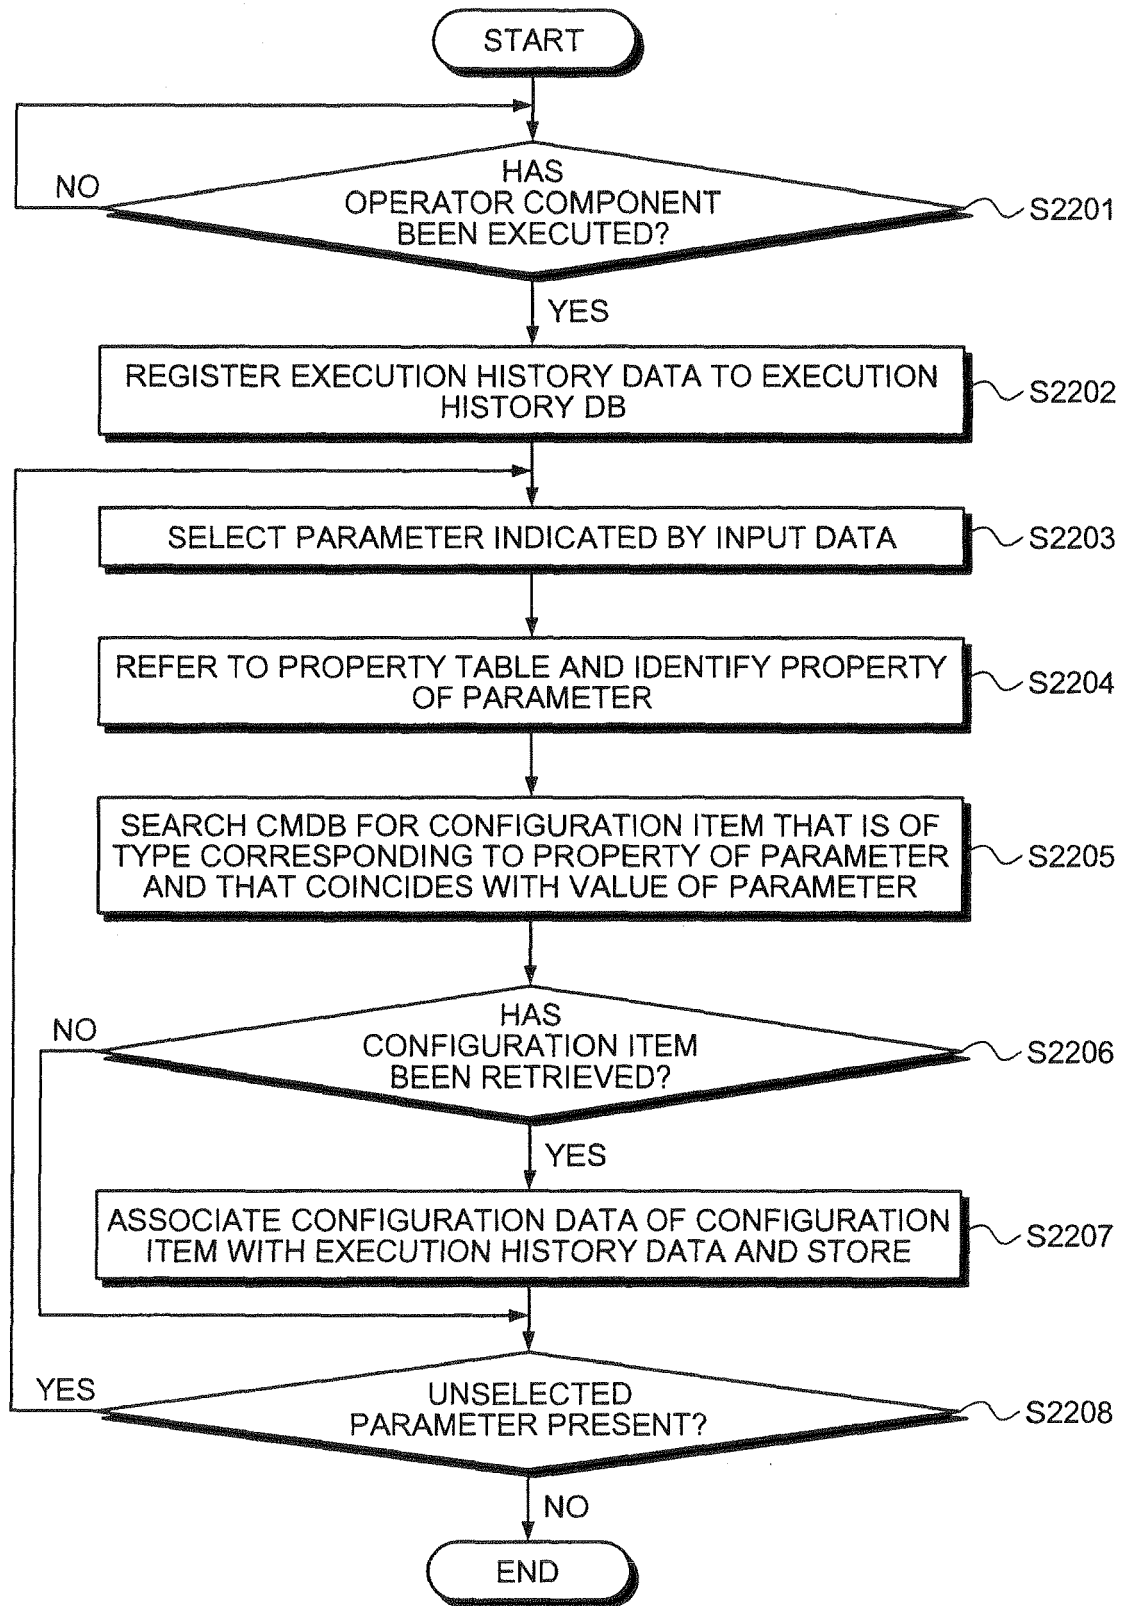 START
NO
HAS
OPERATOR COMPONENT
BEEN EXECUTED?
S2201
YES
REGISTER EXECUTION HISTORY DATA TO EXECUTION
HISTORY DB
S2202
SELECT PARAMETER INDICATED BY INPUT DATA
S2203
REFER TO PROPERTY TABLE AND IDENTIFY PROPERTY
OF PARAMETER
S2204
SEARCH CMDB FOR CONFIGURATION ITEM THAT IS OF
TYPE CORRESPONDING TO PROPERTY OF PARAMETER
AND THAT COINCIDES WITH VALUE OF PARAMETER
S2205
NO
HAS
CONFIGURATION ITEM
BEEN RETRIEVED?
S2206
YES
ASSOCIATE CONFIGURATION DATA OF CONFIGURATION
ITEM WITH EXECUTION HISTORY DATA AND STORE
S2207
YES
UNSELECTED
PARAMETER PRESENT?
S2208
NO
END